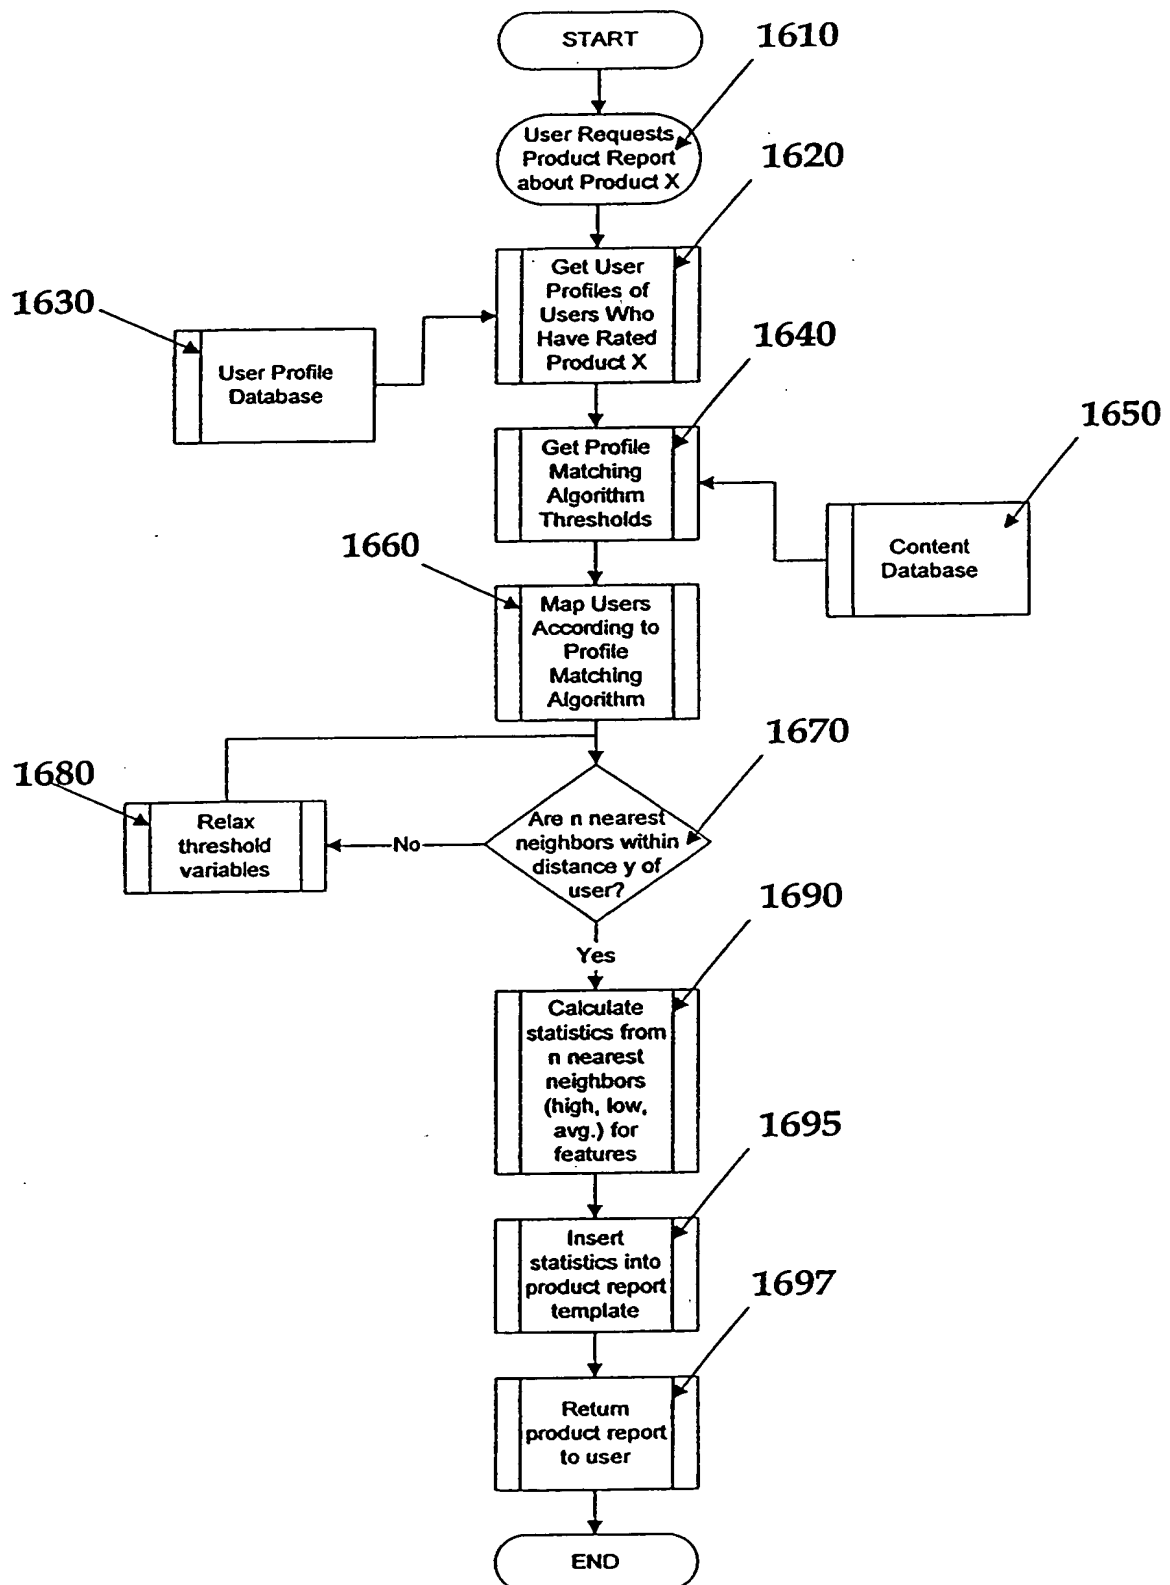 START
1610
User Requests
Product Report
about Product X
1620
Get User
Profiles of
Users Who
Have Rated
Product X
1630
User Profile
Database
1640
Get Profile
Matching
Algorithm
Thresholds
1650
Content
Database
1660
Map Users
According to
Profile
Matching
Algorithm
1670
Are n nearest
neighbors within
distance y of
user?
No
1680
Relax
threshold
variables
Yes
1690
Calculate
statistics from
n nearest
neighbors
(high, low,
avg.) for
features
1695
Insert
statistics into
product report
template
1697
Return
product report
to user
END